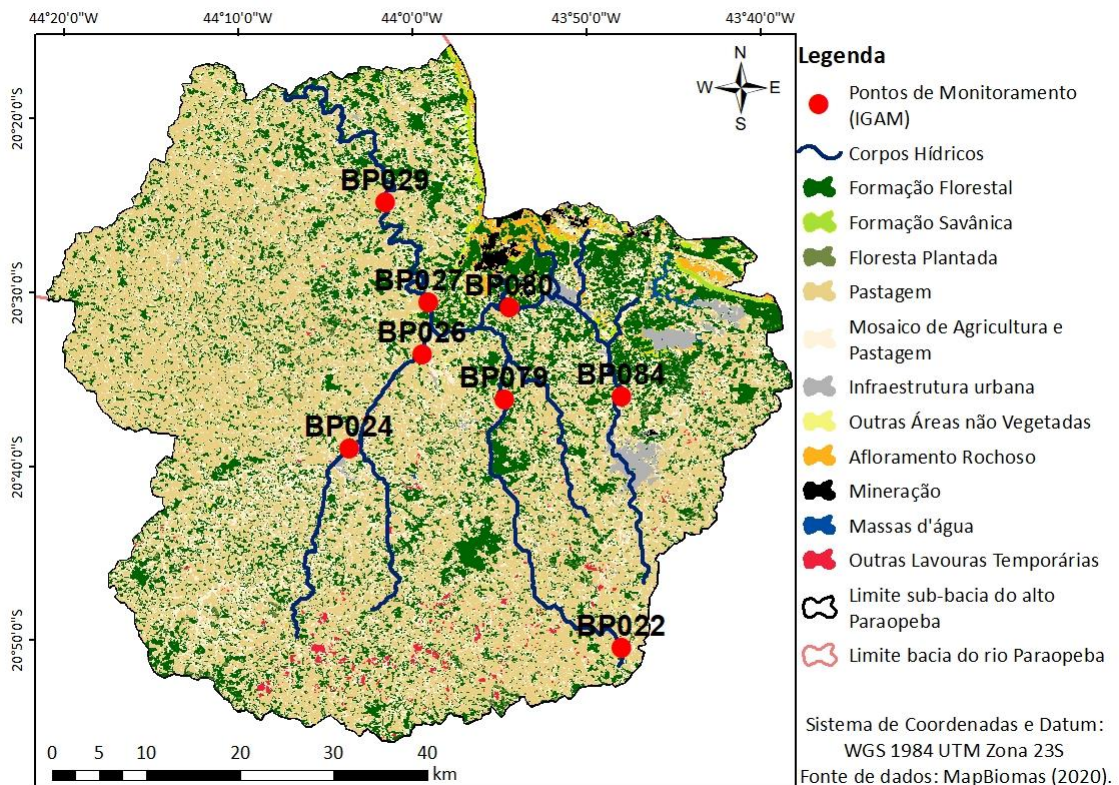 44°20'0"W 44°10'0"W 44°0'0"W 43°50'0"W 43°40'0"W
20°20'0"S
20°30'0"S
20°40'0"S
20°50'0"S
N
W E
S
BP029
BP027
BP080
BP026
BP079
BP084
BP024
BP022
0 5 10 20 30 40
km
Legenda
Pontos de Monitoramento
(IGAM)
Corpos Hídricos
Formação Florestal
Formação Savânica
Floresta Plantada
Pastagem
Mosaico de Agricultura e
Pastagem
Infraestrutura urbana
Outras Áreas não Vegetadas
Afloramento Rochoso
Mineração
Massas d'água
Outras Lavouras Temporárias
Limite sub-bacia do alto
Paraopeba
Limite bacia do rio Paraopeba
Sistema de Coordenadas e Datum:
WGS 1984 UTM Zona 23S
Fonte de dados: MapBiomas (2020).